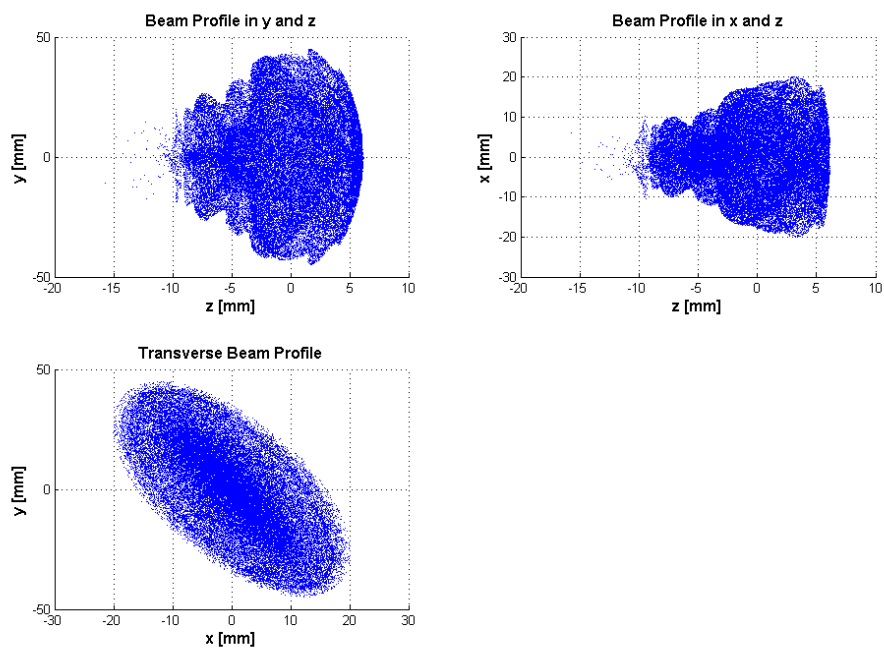 Beam Profile in y and z
50
0
-50
y [mm]
-20 -15 -10 -5 0 5 10
z [mm]
Beam Profile in x and z
30
20
10
0
-10
-20
-30
x [mm]
-20 -15 -10 -5 0 5 10
z [mm]
Transverse Beam Profile
50
0
-50
y [mm]
-30 -20 -10 0 10 20 30
x [mm]